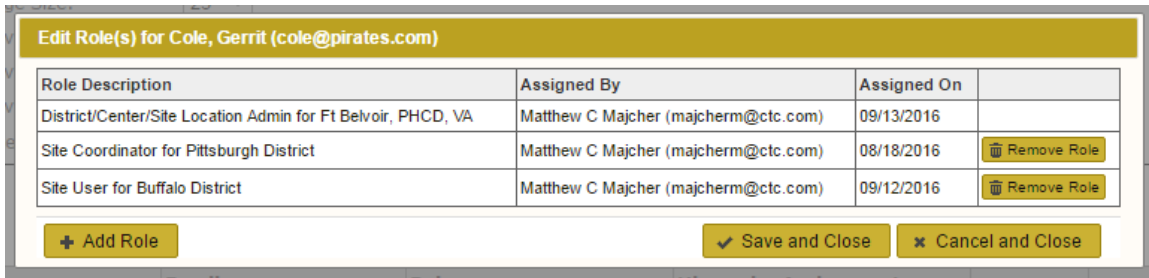 Edit Role(s) for Cole, Gerrit (cole@pirates.com)
Role Description Assigned By Assigned On
District/Center/Site Location Admin for Ft Belvoir, PHCD, VA Matthew C Majcher (majcherm@ctc.com) 09/13/2016
Site Coordinator for Pittsburgh District Matthew C Majcher (majcherm@ctc.com) 08/18/2016 Remove Role
Site User for Buffalo District Matthew C Majcher (majcherm@ctc.com) 09/12/2016 Remove Role
Add Role Save and Close Cancel and Close